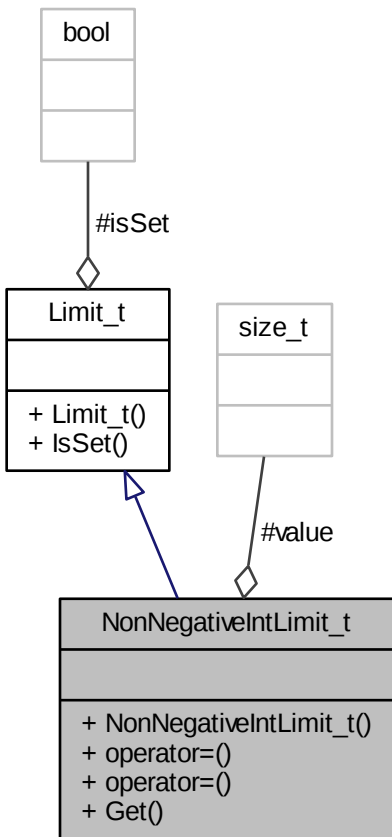 bool
#isSet
Limit_t
+ Limit_t()
+ IsSet()
size_t
#value
NonNegativeIntLimit_t
+ NonNegativeIntLimit_t()
+ operator=()
+ operator=()
+ Get()